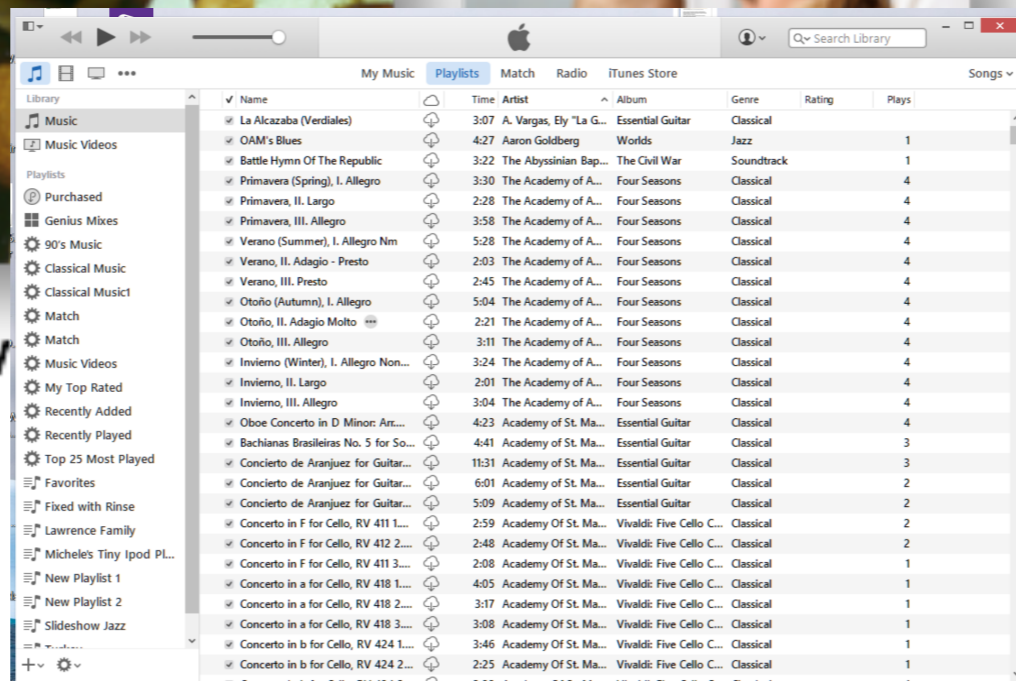 Search Library
My Music Playlists Match Radio iTunes Store Songs
Library
Music
Music Videos
Playlists
Purchased
Genius Mixes
90's Music
Classical Music
Classical Music1
Match
Match
Music Videos
My Top Rated
Recently Added
Recently Played
Top 25 Most Played
Favorites
Fixed with Rinse
Lawrence Family
Michele's Tiny Ipod Pl...
New Playlist 1
New Playlist 2
Slideshow Jazz
Name Time Artist Album Genre Rating Plays
La Alcazaba (Verdiales) 3:07 A. Vargas, Ely "La G... Essential Guitar Classical
OAM's Blues 4:27 Aaron Goldberg Worlds Jazz 1
Battle Hymn Of The Republic 3:22 The Abyssinian Bap... The Civil War Soundtrack 1
Primavera (Spring), I. Allegro 3:30 The Academy of A... Four Seasons Classical 4
Primavera, II. Largo 2:28 The Academy of A... Four Seasons Classical 4
Primavera, III. Allegro 3:58 The Academy of A... Four Seasons Classical 4
Verano (Summer), I. Allegro Nm 5:28 The Academy of A... Four Seasons Classical 4
Verano, II. Adagio - Presto 2:03 The Academy of A... Four Seasons Classical 4
Verano, III. Presto 2:45 The Academy of A... Four Seasons Classical 4
Otoño (Autumn), I. Allegro 5:04 The Academy of A... Four Seasons Classical 4
Otoño, II. Adagio Molto 2:21 The Academy of A... Four Seasons Classical 4
Otoño, III. Allegro 3:11 The Academy of A... Four Seasons Classical 4
Invierno (Winter), I. Allegro Non... 3:24 The Academy of A... Four Seasons Classical 4
Invierno, II. Largo 2:01 The Academy of A... Four Seasons Classical 4
Invierno, III. Allegro 3:04 The Academy of A... Four Seasons Classical 4
Oboe Concerto in D Minor: Arr.... 4:23 Academy of St. Ma... Essential Guitar Classical 4
Bachianas Brasileiras No. 5 for So... 4:41 Academy of St. Ma... Essential Guitar Classical 3
Concierto de Aranjuez for Guitar... 11:31 Academy of St. Ma... Essential Guitar Classical 3
Concierto de Aranjuez for Guitar... 6:01 Academy of St. Ma... Essential Guitar Classical 2
Concierto de Aranjuez for Guitar... 5:09 Academy of St. Ma... Essential Guitar Classical 2
Concerto in F for Cello, RV 411 1.... 2:59 Academy Of St. Ma... Vivaldi: Five Cello C... Classical 2
Concerto in F for Cello, RV 412 2.... 2:48 Academy Of St. Ma... Vivaldi: Five Cello C... Classical 2
Concerto in F for Cello, RV 411 3.... 2:08 Academy Of St. Ma... Vivaldi: Five Cello C... Classical 1
Concerto in a for Cello, RV 418 1.... 4:05 Academy Of St. Ma... Vivaldi: Five Cello C... Classical 1
Concerto in a for Cello, RV 418 2.... 3:17 Academy Of St. Ma... Vivaldi: Five Cello C... Classical 1
Concerto in a for Cello, RV 418 3.... 3:08 Academy Of St. Ma... Vivaldi: Five Cello C... Classical 1
Concerto in b for Cello, RV 424 1.... 3:46 Academy Of St. Ma... Vivaldi: Five Cello C... Classical 1
Concerto in b for Cello, RV 424 2... 2:25 Academy Of St. Ma... Vivaldi: Five Cello C... Classical 1